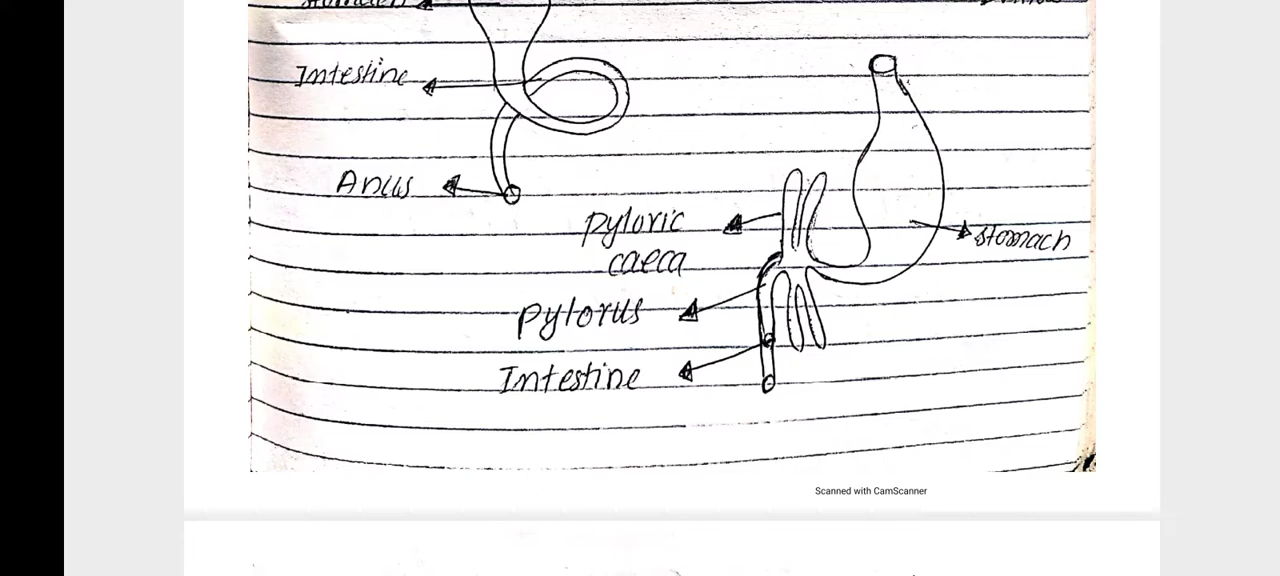 Intestine
Anus
pyloric
caeca
stomach
Pylorus
Intestine
Scanned with CamScanner